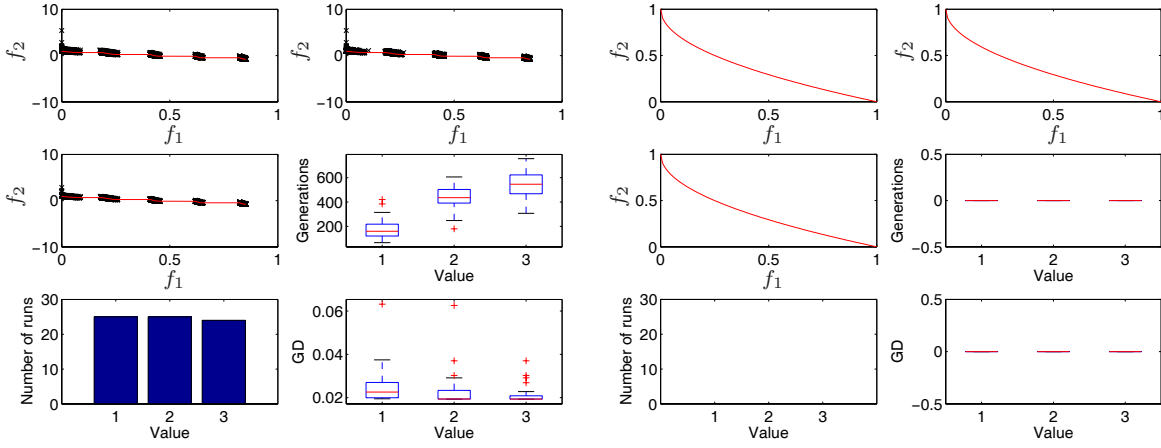 10 10 1 1
f2 0 f2 0 f2 0.5 f2 0.5
−10 −10 0 0
0 0.5 1 0 0.5 1 0 0.5 1 0 0.5 1
f1 f1 f1 f1
10 600 1 0.5
f2 0 Generations 400 f2 0.5 Generations 0
−10 200 0 −0.5
0 0.5 1 1 2 3 0 0.5 1 1 2 3
f1 Value f1 Value
30 0.06 30 0.5
Number of runs 20 GD 0.04 Number of runs 20 GD 0
10 10
0 0.02 0 −0.5
1 2 3 1 2 3 1 2 3 1 2 3
Value Value Value Value